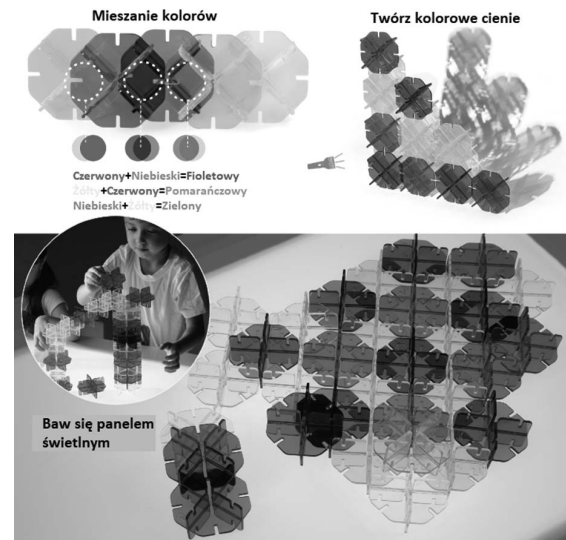 Mieszanie kolorów
Twórz kolorowe cienie
Czerwony+Niebieski=Fioletowy
Żółty+Czerwony=Pomarańczowy
Niebieski+Żółty=Zielony
Baw się panelem
świetlnym